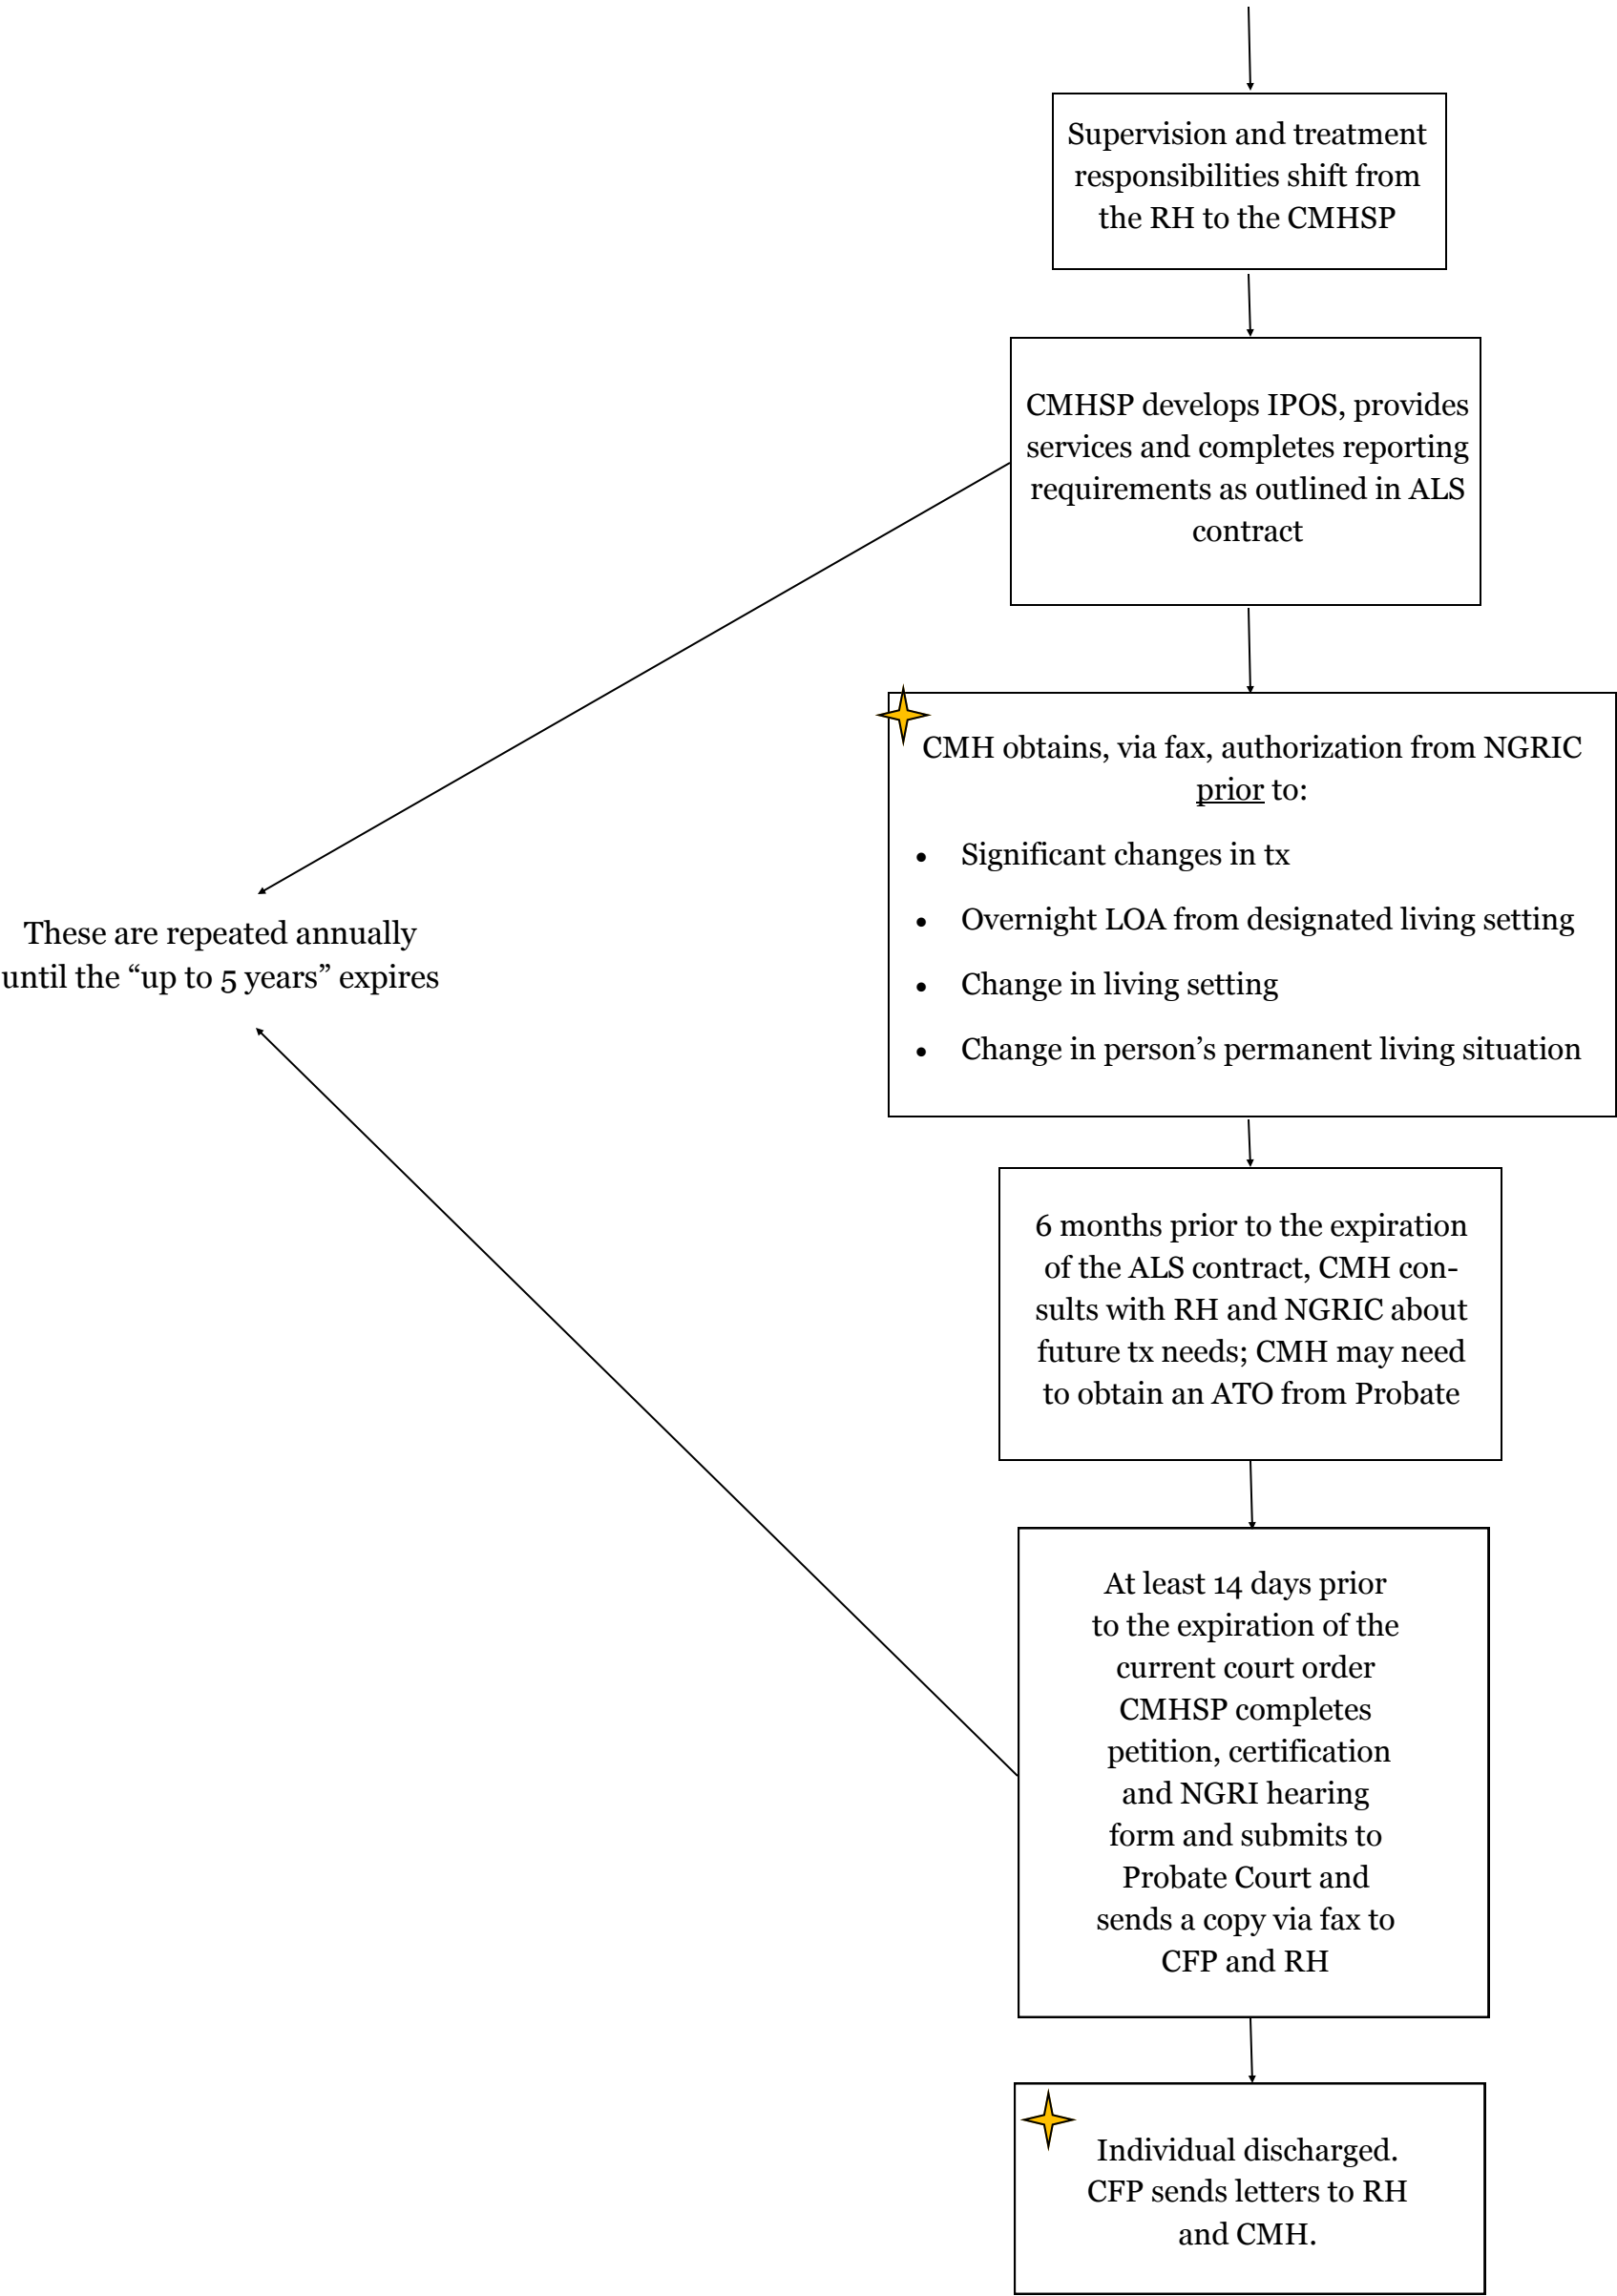 Supervision and treatment
responsibilities shift from
the RH to the CMHSP
CMHSP develops IPOS, provides
services and completes reporting
requirements as outlined in ALS
contract
CMH obtains, via fax, authorization from NGRIC
prior to:
• Significant changes in tx
• Overnight LOA from designated living setting
• Change in living setting
• Change in person’s permanent living situation
These are repeated annually
until the “up to 5 years” expires
6 months prior to the expiration
of the ALS contract, CMH con-
sults with RH and NGRIC about
future tx needs; CMH may need
to obtain an ATO from Probate
At least 14 days prior
to the expiration of the
current court order
CMHSP completes
petition, certification
and NGRI hearing
form and submits to
Probate Court and
sends a copy via fax to
CFP and RH
Individual discharged.
CFP sends letters to RH
and CMH.